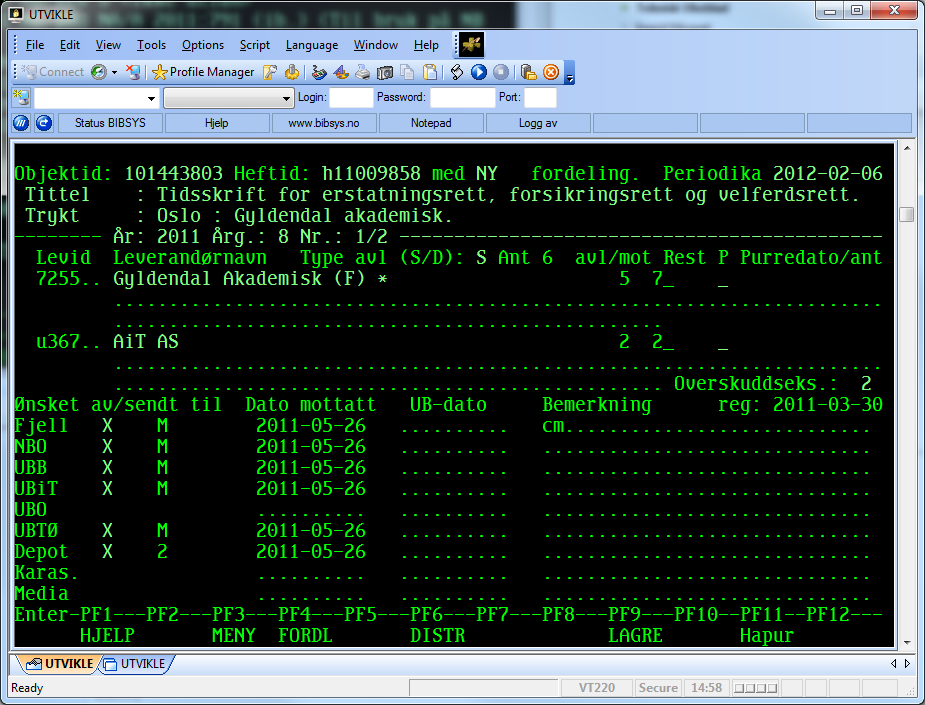 UTVIKLE
File Edit View Tools Options Script Language Window Help
Connect Profile Manager
Login: Password: Port:
Status BIBSYS Hjelp www.bibsys.no Notepad Logg av
Objektid: 101443803 Heftid: h11009858 med NY fordeling. Periodika 2012-02-06
Tittel : Tidsskrift for erstatningsrett, forsikringsrett og velferdsrett.
Trykt : Oslo : Gyldendal akademisk.
-------- År: 2011 Årg.: 8 Nr.: 1/2 --------------------------------------------
Levid Leverandørnavn Type avl (S/D): S Ant 6 avl/mot Rest P Purredato/ant
7255.. Gyldendal Akademisk (F) * 5 7_ _
......................................................................
..................................................
u367.. AiT AS 2 2_ _
......................................................................
.................................................. Overskuddseks.: 2
Ønsket av/sendt til Dato mottatt UB-dato Bemerkning reg: 2011-03-30
Fjell X M 2011-05-26 .......... cm............................
NBO X M 2011-05-26 .......... ..............................
UBB X M 2011-05-26 .......... ..............................
UBiT X M 2011-05-26 .......... ..............................
UBO .......... .......... ..............................
UBTØ X M 2011-05-26 .......... ..............................
Depot X 2 2011-05-26 .......... ..............................
Karas. .......... .......... ..............................
Media .......... .......... ..............................
Enter-PF1---PF2---PF3---PF4---PF5---PF6---PF7---PF8---PF9---PF10--PF11--PF12---
HJELP MENY FORDL DISTR LAGRE Hapur
UTVIKLE UTVIKLE
Ready VT220 Secure 14:58